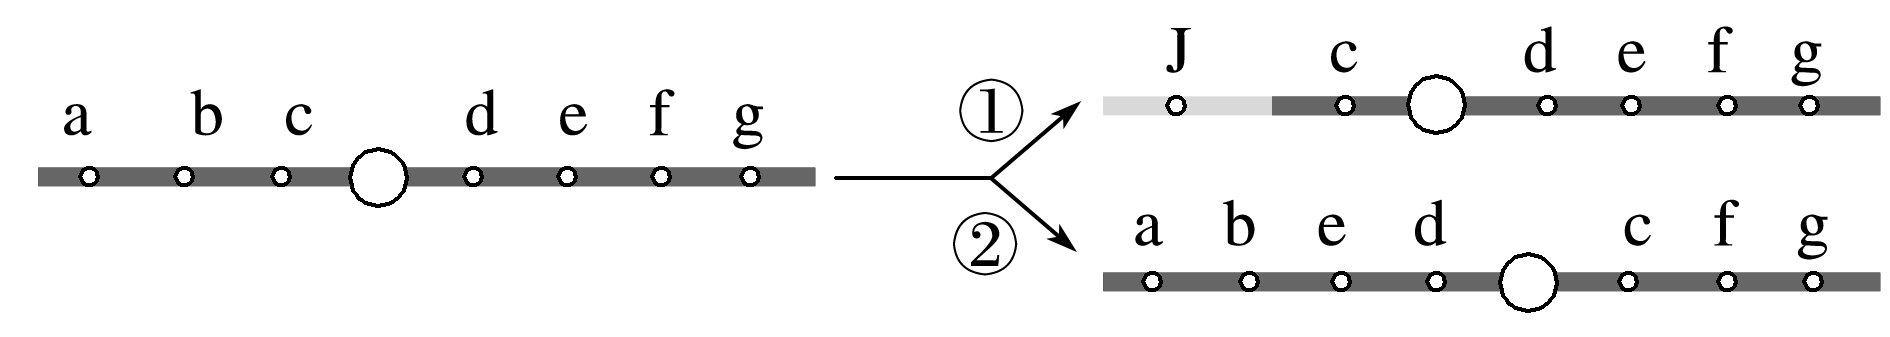 a b c d e f g
①
②
J c d e f g
a b e d c f g